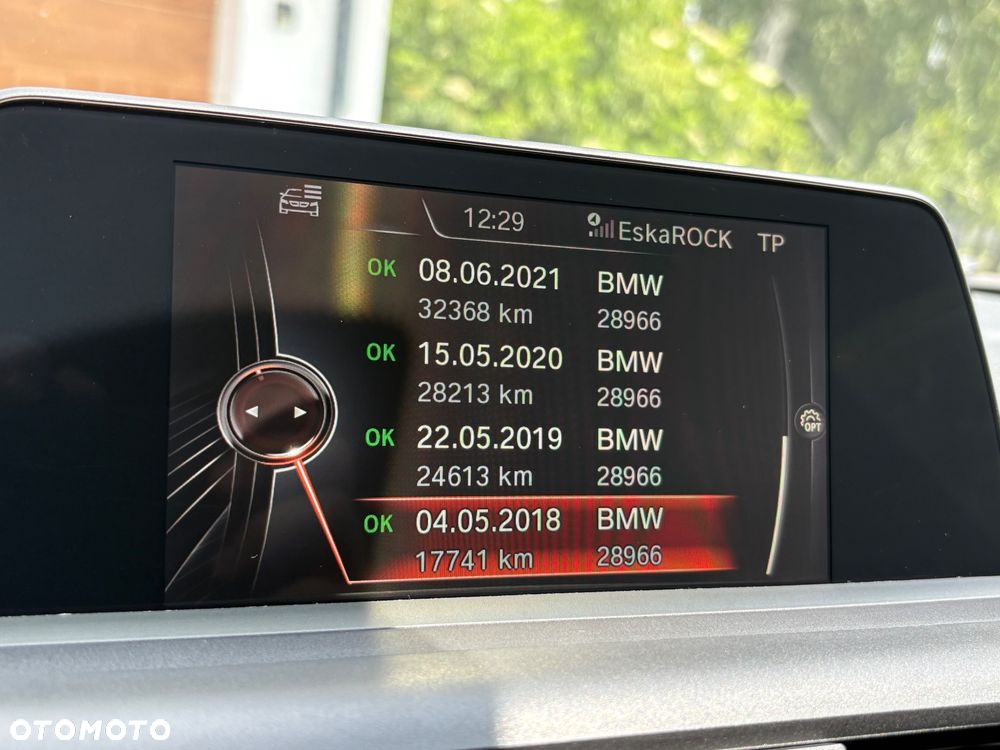 12:29 EskaROCK TP
OK 08.06.2021 BMW
32368 km 28966
OK 15.05.2020 BMW
28213 km 28966
OPT
OK 22.05.2019 BMW
24613 km 28966
OK 04.05.2018 BMW
17741 km 28966
OTOMOTO